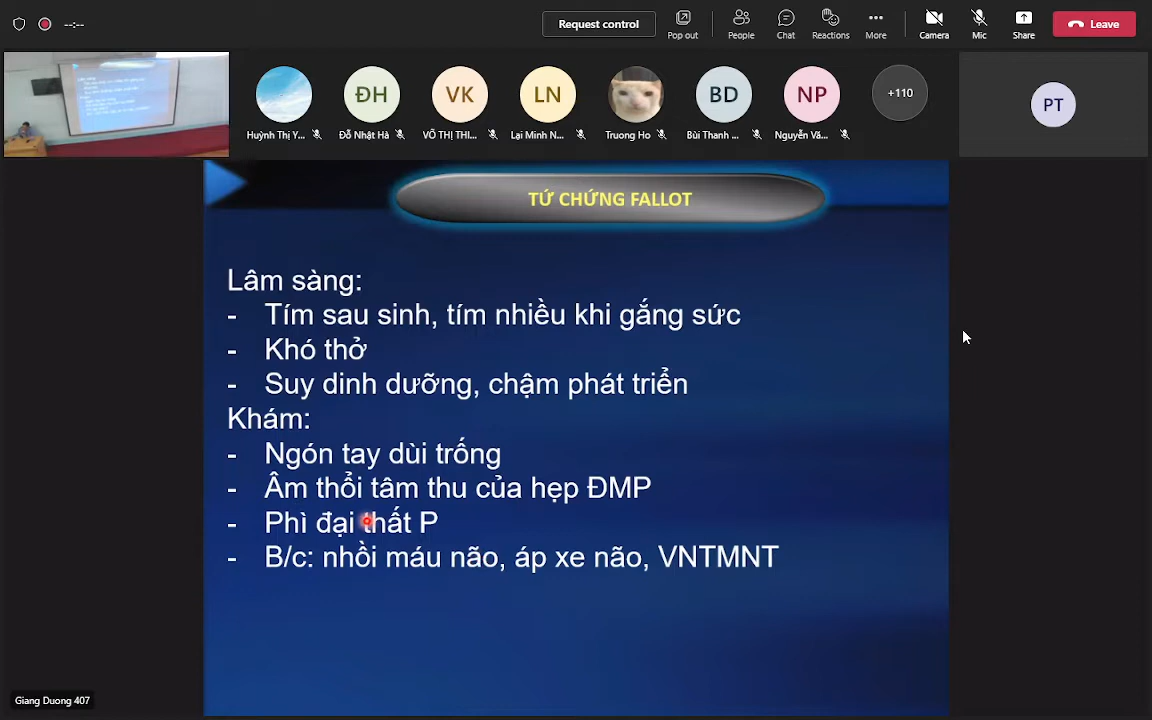 --:--
Request control
Pop out
People
Chat
Reactions
More
Camera
Mic
Share
Leave
ĐH
VK
LN
BD
NP
+110
PT
Huỳnh Thị Y...
Đỗ Nhật Hà
VÕ THỊ THI...
Lại Minh N...
Truong Ho
Bùi Thanh ...
Nguyễn Vă...
TỨ CHỨNG FALLOT
Lâm sàng:
- Tím sau sinh, tím nhiều khi gắng sức
- Khó thở
- Suy dinh dưỡng, chậm phát triển
Khám:
- Ngón tay dùi trống
- Âm thổi tâm thu của hẹp ĐMP
- Phì đại thất P
- B/c: nhồi máu não, áp xe não, VNTMNT
Giang Duong 407